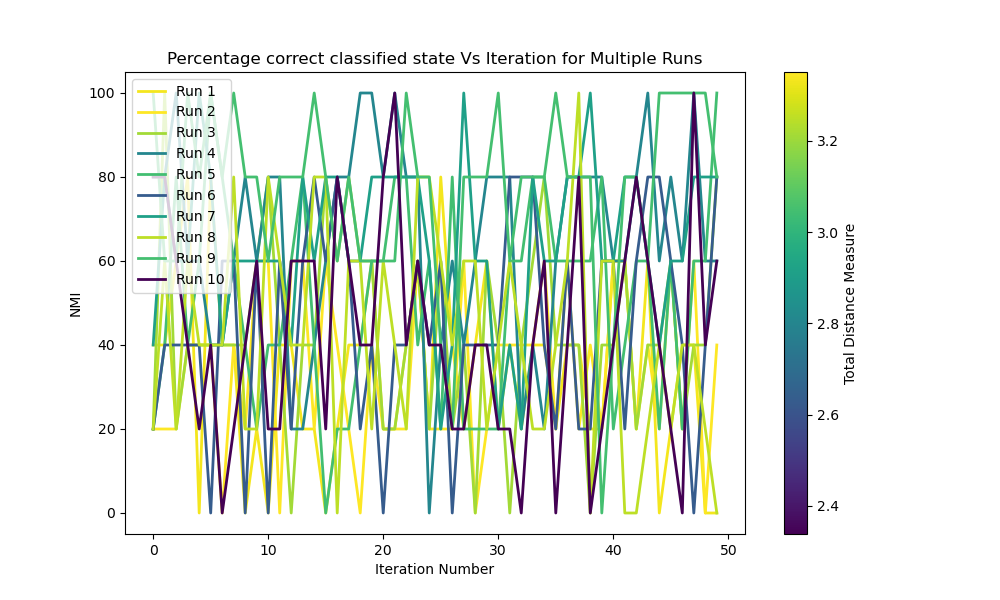 Percentage correct classified state Vs Iteration for Multiple Runs
Run 1
Run 2
Run 3
Run 4
Run 5
Run 6
Run 7
Run 8
Run 9
Run 10
100
80
60
40
20
0
NMI
0 10 20 30 40 50
Iteration Number
3.2
3.0
2.8
2.6
2.4
Total Distance Measure